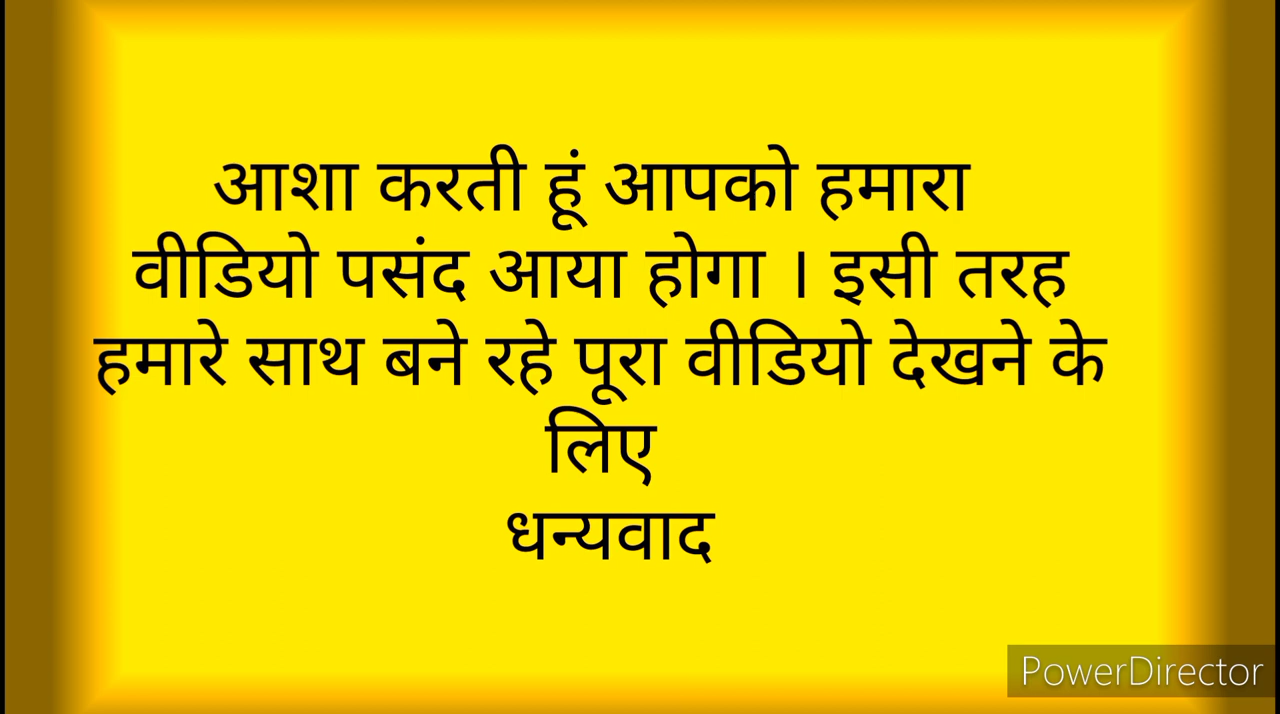 आशा करती हूं आपको हमारा
वीडियो पसंद आया होगा । इसी तरह
हमारे साथ बने रहे पूरा वीडियो देखने के
लिए
धन्यवाद
PowerDirector